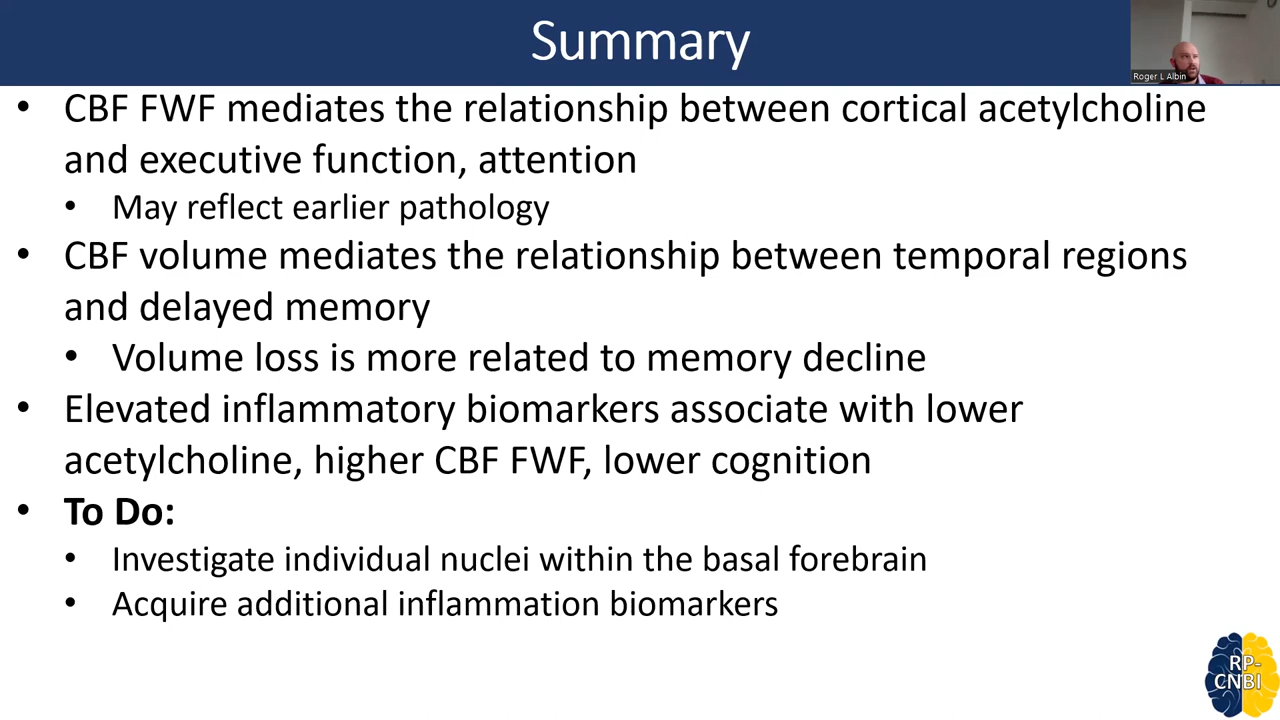 Summary
Roger L Albin
• CBF FWF mediates the relationship between cortical acetylcholine
and executive function, attention
• May reflect earlier pathology
• CBF volume mediates the relationship between temporal regions
and delayed memory
• Volume loss is more related to memory decline
• Elevated inflammatory biomarkers associate with lower
acetylcholine, higher CBF FWF, lower cognition
• To Do:
• Investigate individual nuclei within the basal forebrain
• Acquire additional inflammation biomarkers
RP-
CNBI